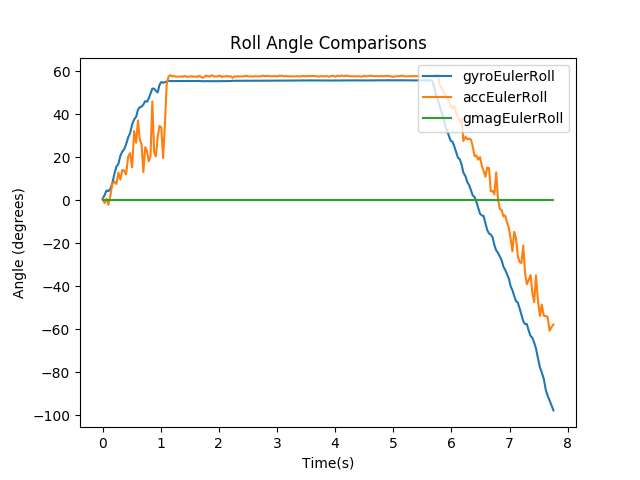 Roll Angle Comparisons
gyroEulerRoll
accEulerRoll
gmagEulerRoll
Angle (degrees)
60
40
20
0
−20
−40
−60
−80
−100
0 1 2 3 4 5 6 7 8
Time(s)